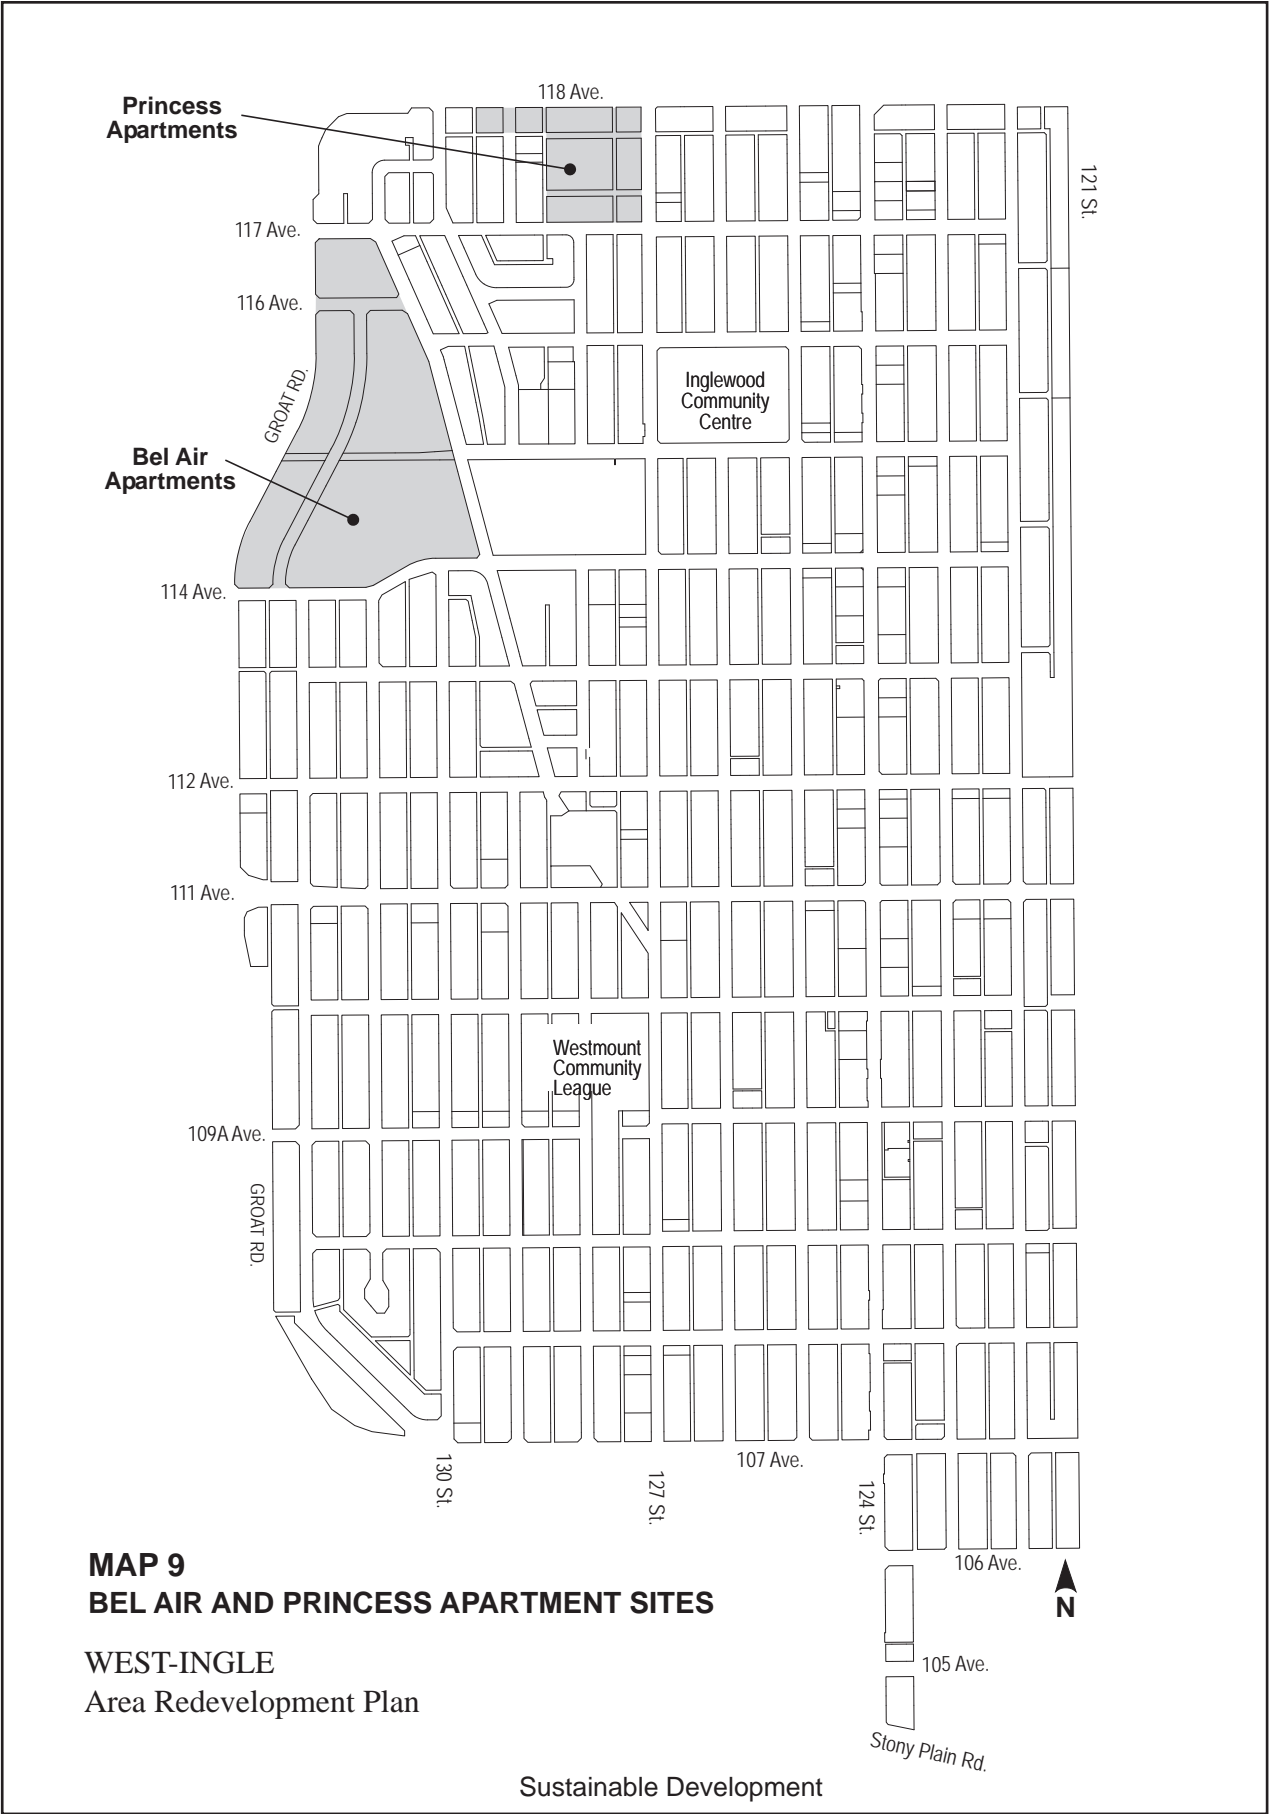 118 Ave.
Princess
Apartments
121 St.
117 Ave.
116 Ave.
GROAT RD.
Inglewood
Community
Centre
Bel Air
Apartments
114 Ave.
112 Ave.
111 Ave.
Westmount
Community
League
109A Ave.
GROAT RD.
130 St.
127 St.
107 Ave.
124 St.
106 Ave.
N
MAP 9
BEL AIR AND PRINCESS APARTMENT SITES
WEST-INGLE
Area Redevelopment Plan
105 Ave.
Stony Plain Rd.
Sustainable Development